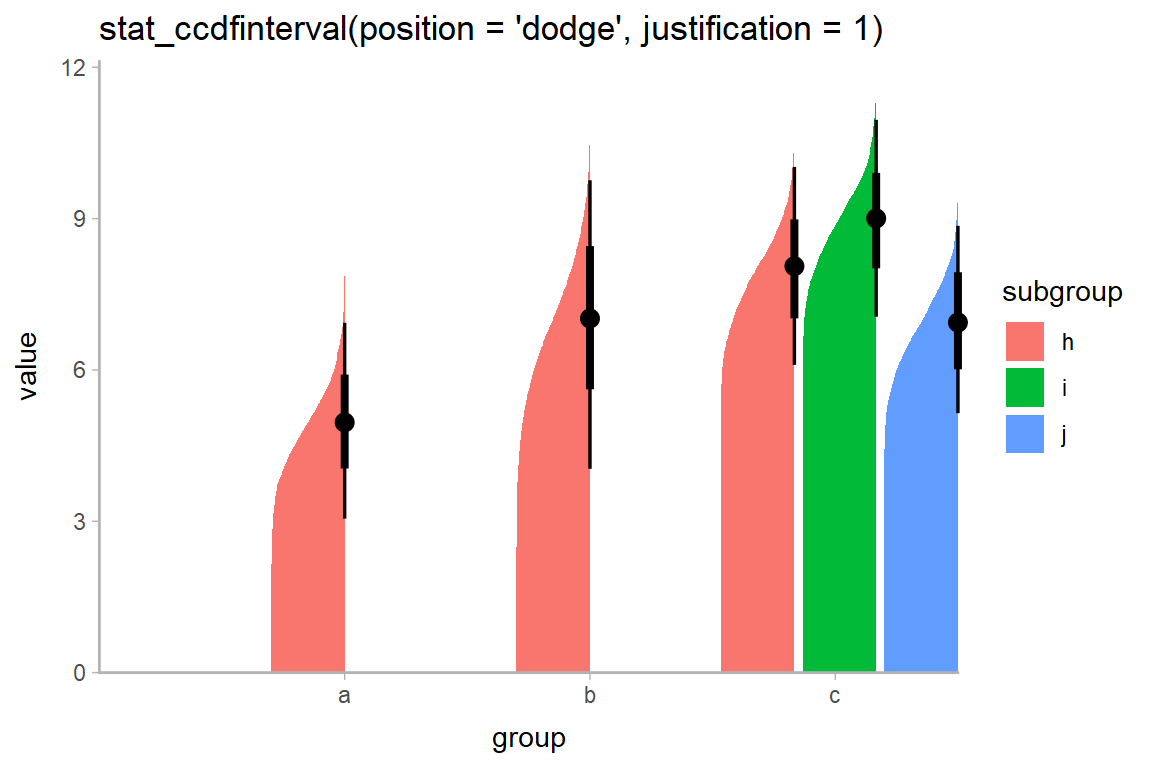 stat_ccdfinterval(position = 'dodge', justification = 1)
12
9
6
3
0
value
a
b
c
group
subgroup
h
i
j